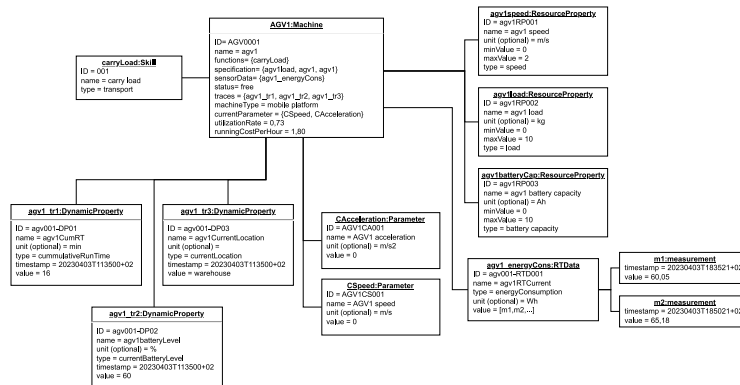 AGV1:Machine
ID= AGV0001
name = agv1
functions= {carryLoad}
specification= {agv1load, agv1, agv1}
sensorData= {agv1_energyCons}
status= free
traces = {agv1_tr1, agv1_tr2, agv1_tr3}
machineType = mobile platform
currentParameter = {CSpeed, CAcceleration}
utilizationRate = 0,73
runningCostPerHour = 1,80
carryLoad:Skill
ID = 001
name = carry load
type = transport
agv1speed:ResourceProperty
ID = agv1RP001
name = agv1 speed
unit (optional) = m/s
minValue = 0
maxValue = 2
type = speed
agv1load:ResourceProperty
ID = agv1RP002
name = agv1 load
unit (optional) = kg
minValue = 0
maxValue = 10
type = load
agv1batteryCap:ResourceProperty
ID = agv1RP003
name = agv1 battery capacity
unit (optional) = Ah
minValue = 0
maxValue = 10
type = battery capacity
agv1_tr1:DynamicProperty
ID = agv001-DP01
name = agv1CumRT
unit (optional) = min
type = cummulativeRunTime
timestamp = 20230403T113500+02
value = 16
agv1_tr3:DynamicProperty
ID = agv001-DP03
name = agv1CurrentLocation
unit (optional) =
type = currentLocation
timestamp = 20230403T113500+02
value = warehouse
agv1_tr2:DynamicProperty
ID = agv001-DP02
name = agv1batteryLevel
unit (optional) = %
type = currentBatteryLevel
timestamp = 20230403T113500+02
value = 60
CAcceleration:Parameter
ID = AGV1CA001
name = AGV1 acceleration
unit (optional) = m/s2
value = 0
CSpeed:Parameter
ID = AGV1CS001
name = AGV1 speed
unit (optional) = m/s
value = 0
agv1_energyCons:RTData
ID = agv001-RTD001
name = agv1RTCurrent
type = energyConsumption
unit (optional) = Wh
value = [m1,m2,...]
m1:measurement
timestamp = 20230403T183521+02
value = 60,05
m2:measurement
timestamp = 20230403T185021+02
value = 65,18